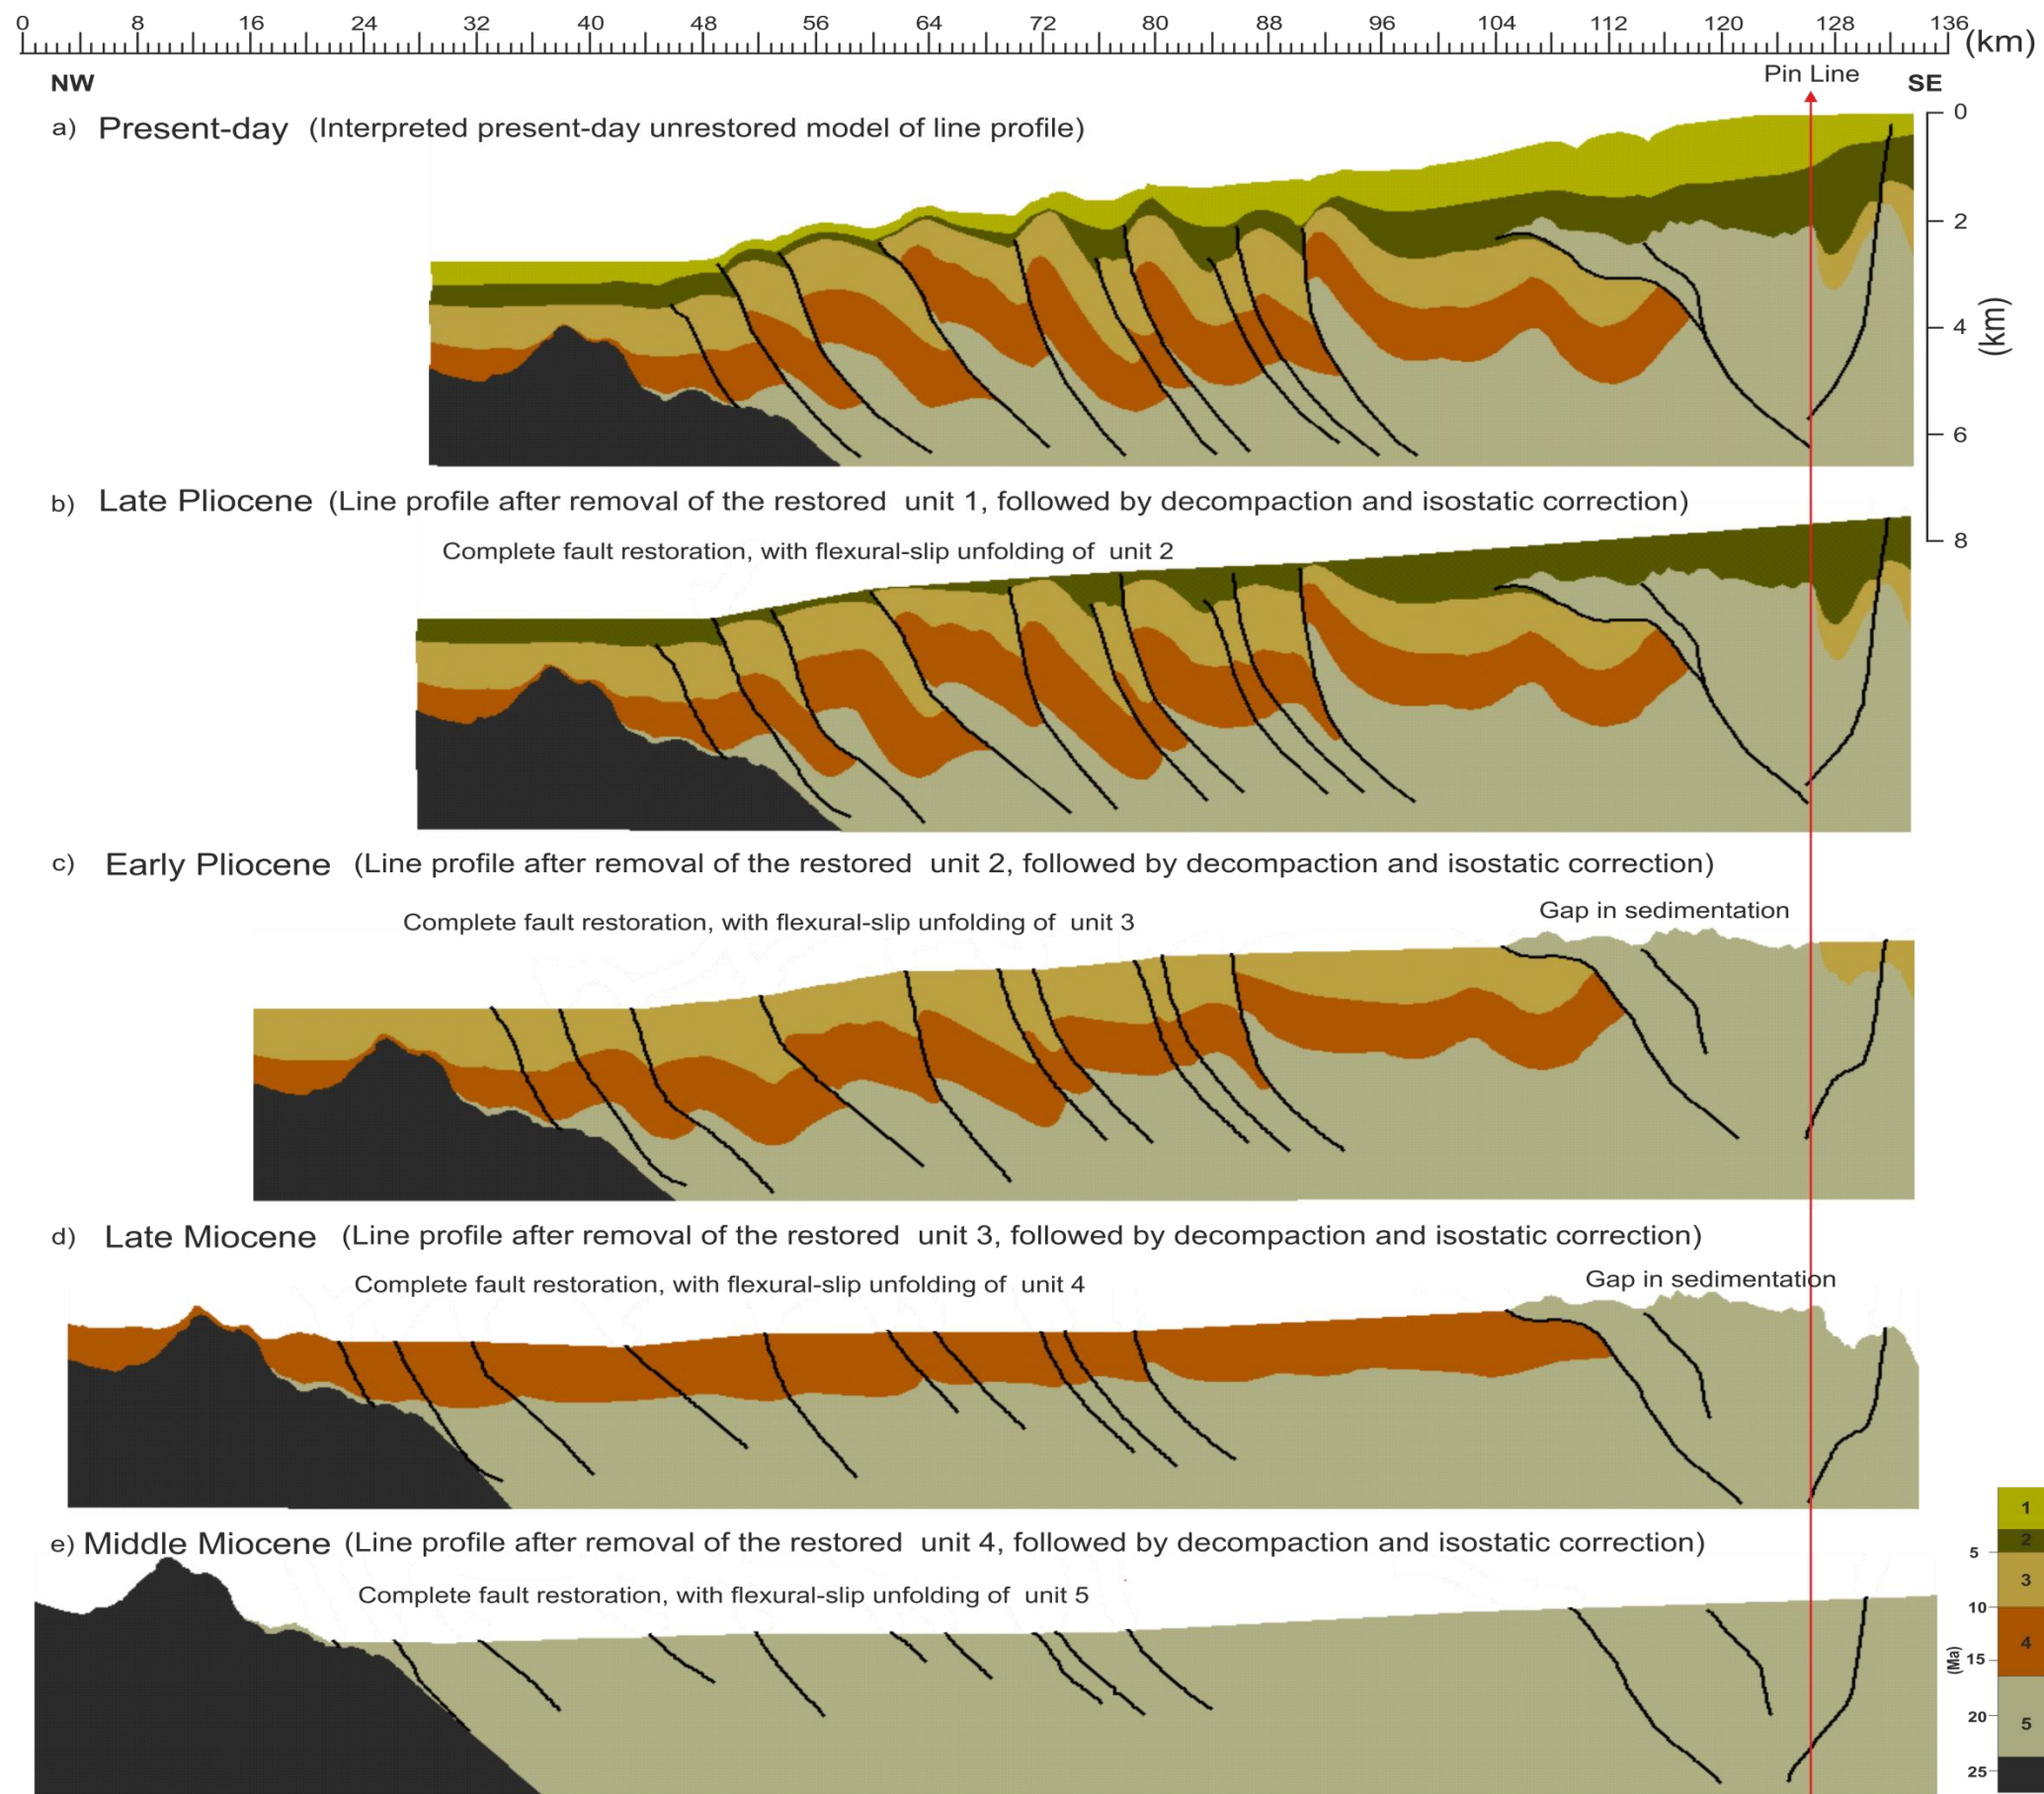 0 8 16 24 32 40 48 56 64 72 80 88 96 104 112 120 128 136
(km)
NW
Pin Line
SE
a) Present-day (Interpreted present-day unrestored model of line profile)
0
2
4
6
8
(km)
b) Late Pliocene (Line profile after removal of the restored unit 1, followed by decompaction and isostatic correction)
Complete fault restoration, with flexural-slip unfolding of unit 2
c) Early Pliocene (Line profile after removal of the restored unit 2, followed by decompaction and isostatic correction)
Gap in sedimentation
Complete fault restoration, with flexural-slip unfolding of unit 3
d) Late Miocene (Line profile after removal of the restored unit 3, followed by decompaction and isostatic correction)
Gap in sedimentation
Complete fault restoration, with flexural-slip unfolding of unit 4
e) Middle Miocene (Line profile after removal of the restored unit 4, followed by decompaction and isostatic correction)
Complete fault restoration, with flexural-slip unfolding of unit 5
1
2
3
4
5
5
10
15
20
25
(Ma)